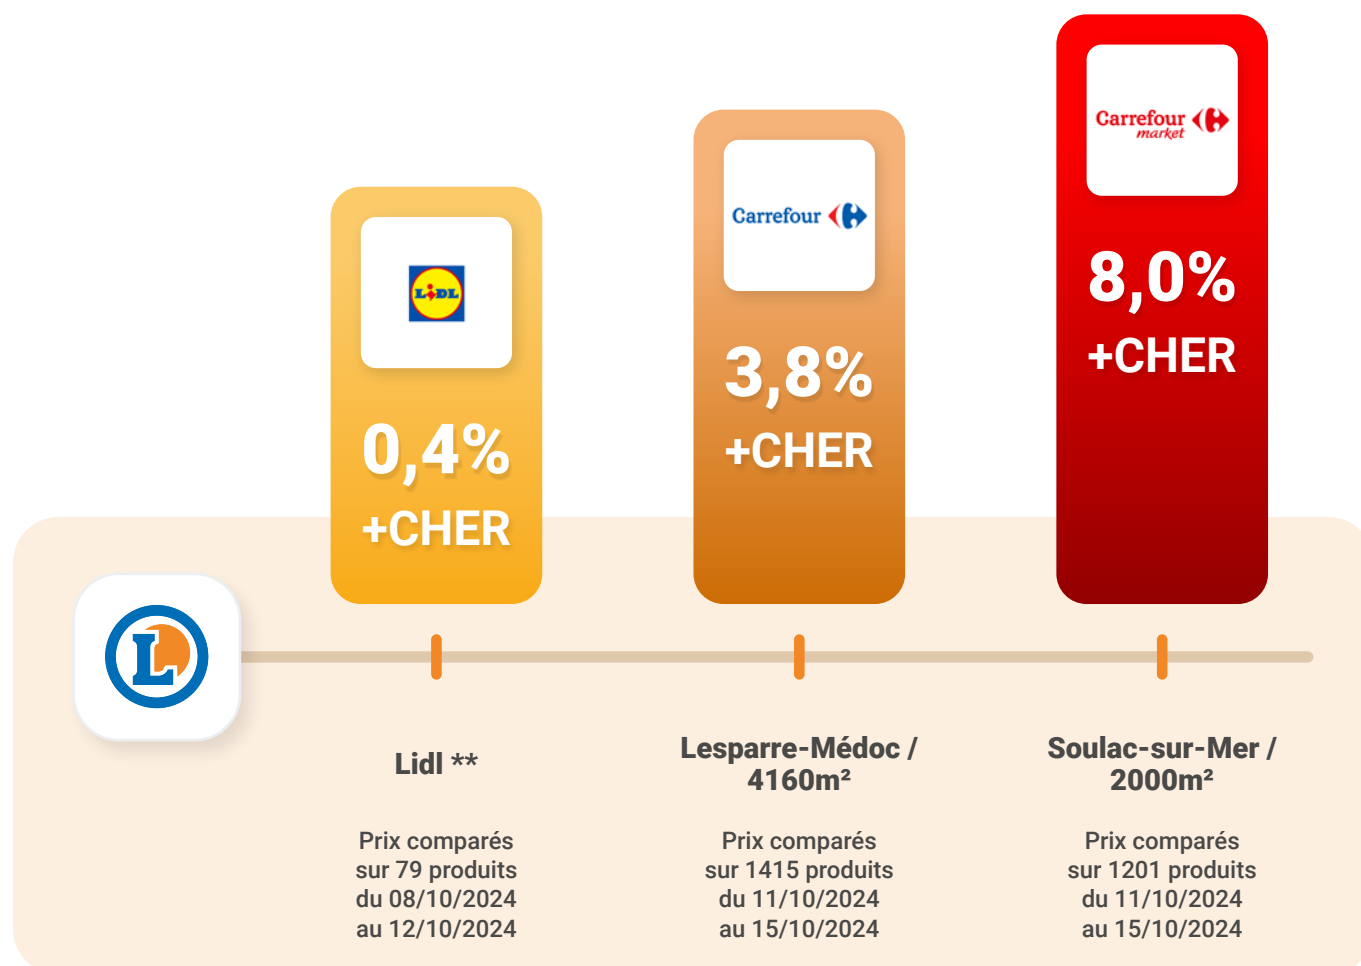 LiDL
0,4%
+CHER
Carrefour
3,8%
+CHER
Carrefour
market
8,0%
+CHER
L
Lidl **
Prix comparés
sur 79 produits
du 08/10/2024
au 12/10/2024
Lesparre-Médoc /
4160m²
Prix comparés
sur 1415 produits
du 11/10/2024
au 15/10/2024
Soulac-sur-Mer /
2000m²
Prix comparés
sur 1201 produits
du 11/10/2024
au 15/10/2024